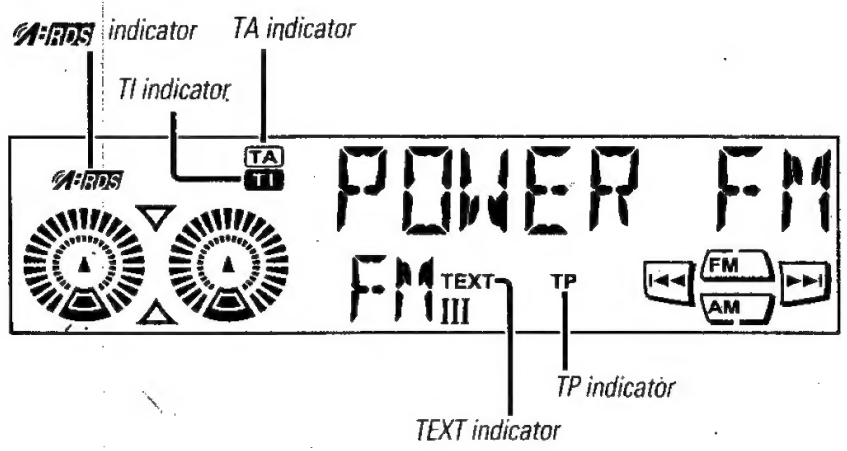 A:RDS indicator
TA indicator
TI indicator
TA
A:RDS
TI
POWER FM
FM III
TEXT
TP
FM
AM
TP indicator
TEXT indicator